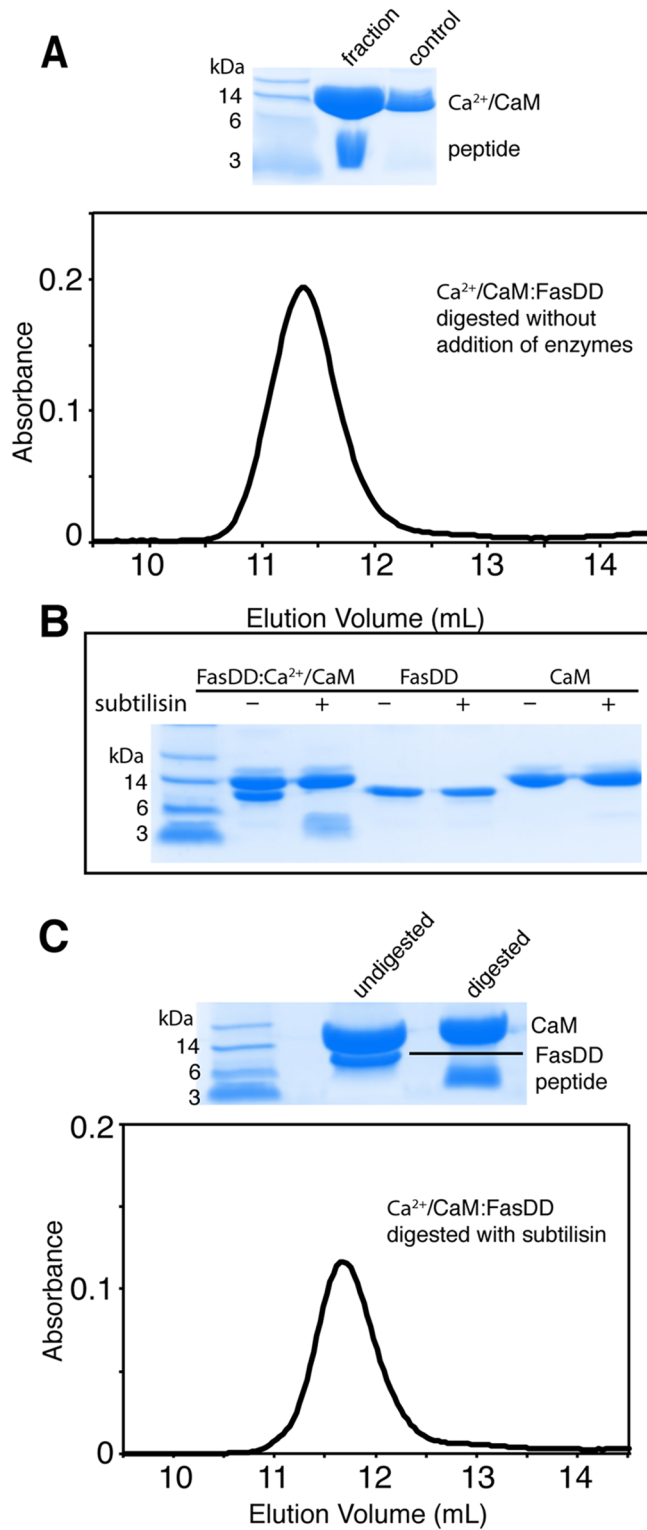 A
fraction
control
kDa
14
6
3
Ca²⁺/CaM
peptide
Absorbance
0.2
0.1
0
Ca²⁺/CaM:FasDD
digested without
addition of enzymes
10 11 12 13 14
Elution Volume (mL)
B
FasDD:Ca²⁺/CaM FasDD CaM
subtilisin − + − + − +
kDa
14
6
3
C
undigested
digested
kDa
14
6
3
CaM
FasDD
peptide
Absorbance
0.2
0.1
0
Ca²⁺/CaM:FasDD
digested with subtilisin
10 11 12 13 14
Elution Volume (mL)